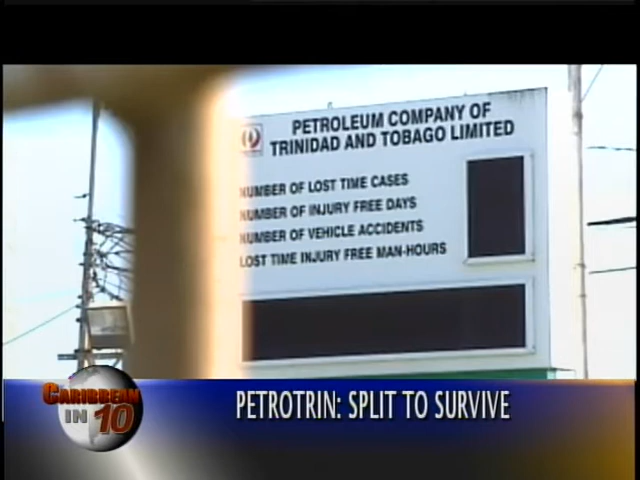 PETROLEUM COMPANY OF
TRINIDAD AND TOBAGO LIMITED
NUMBER OF LOST TIME CASES
NUMBER OF INJURY FREE DAYS
NUMBER OF VEHICLE ACCIDENTS
LOST TIME INJURY FREE MAN-HOURS
CARIBBEAN
IN 10
PETROTRIN: SPLIT TO SURVIVE